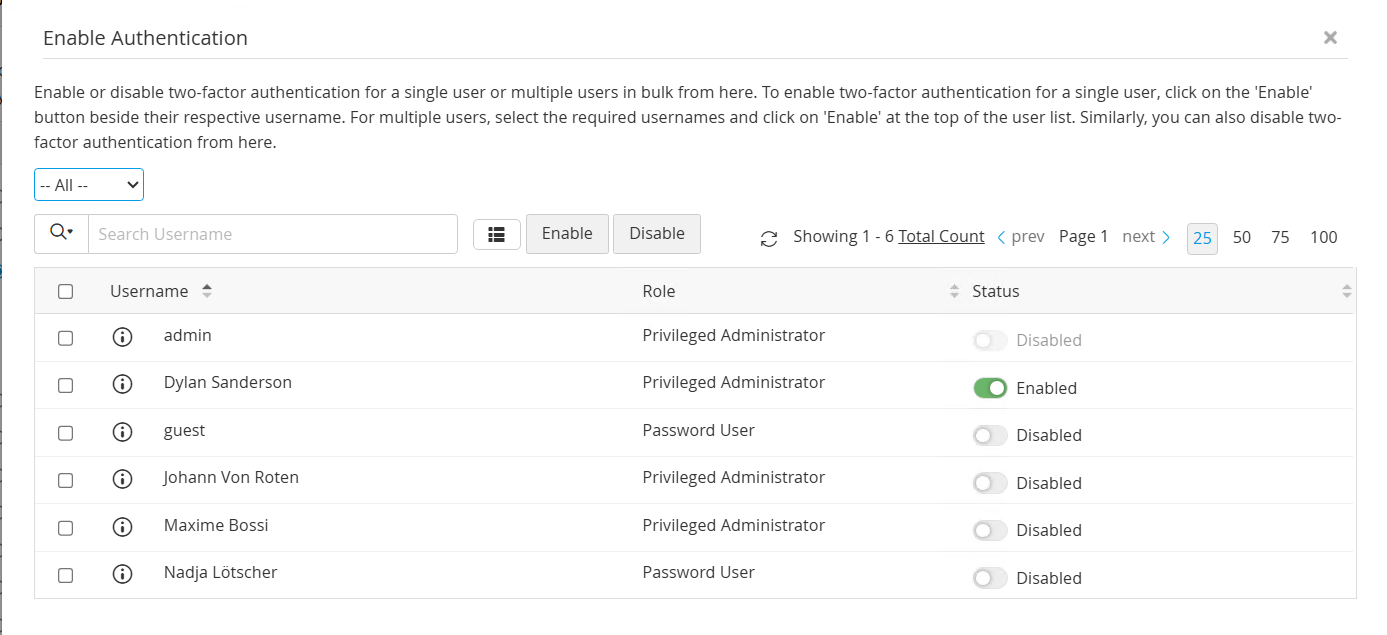 Enable Authentication
Enable or disable two-factor authentication for a single user or multiple users in bulk from here. To enable two-factor authentication for a single user, click on the 'Enable'
button beside their respective username. For multiple users, select the required usernames and click on 'Enable' at the top of the user list. Similarly, you can also disable two-
factor authentication from here.
-- All --
Search Username Enable Disable Showing 1 - 6 Total Count prev Page 1 next 25 50 75 100
Username Role Status
admin Privileged Administrator Disabled
Dylan Sanderson Privileged Administrator Enabled
guest Password User Disabled
Johann Von Roten Privileged Administrator Disabled
Maxime Bossi Privileged Administrator Disabled
Nadja Lötscher Password User Disabled